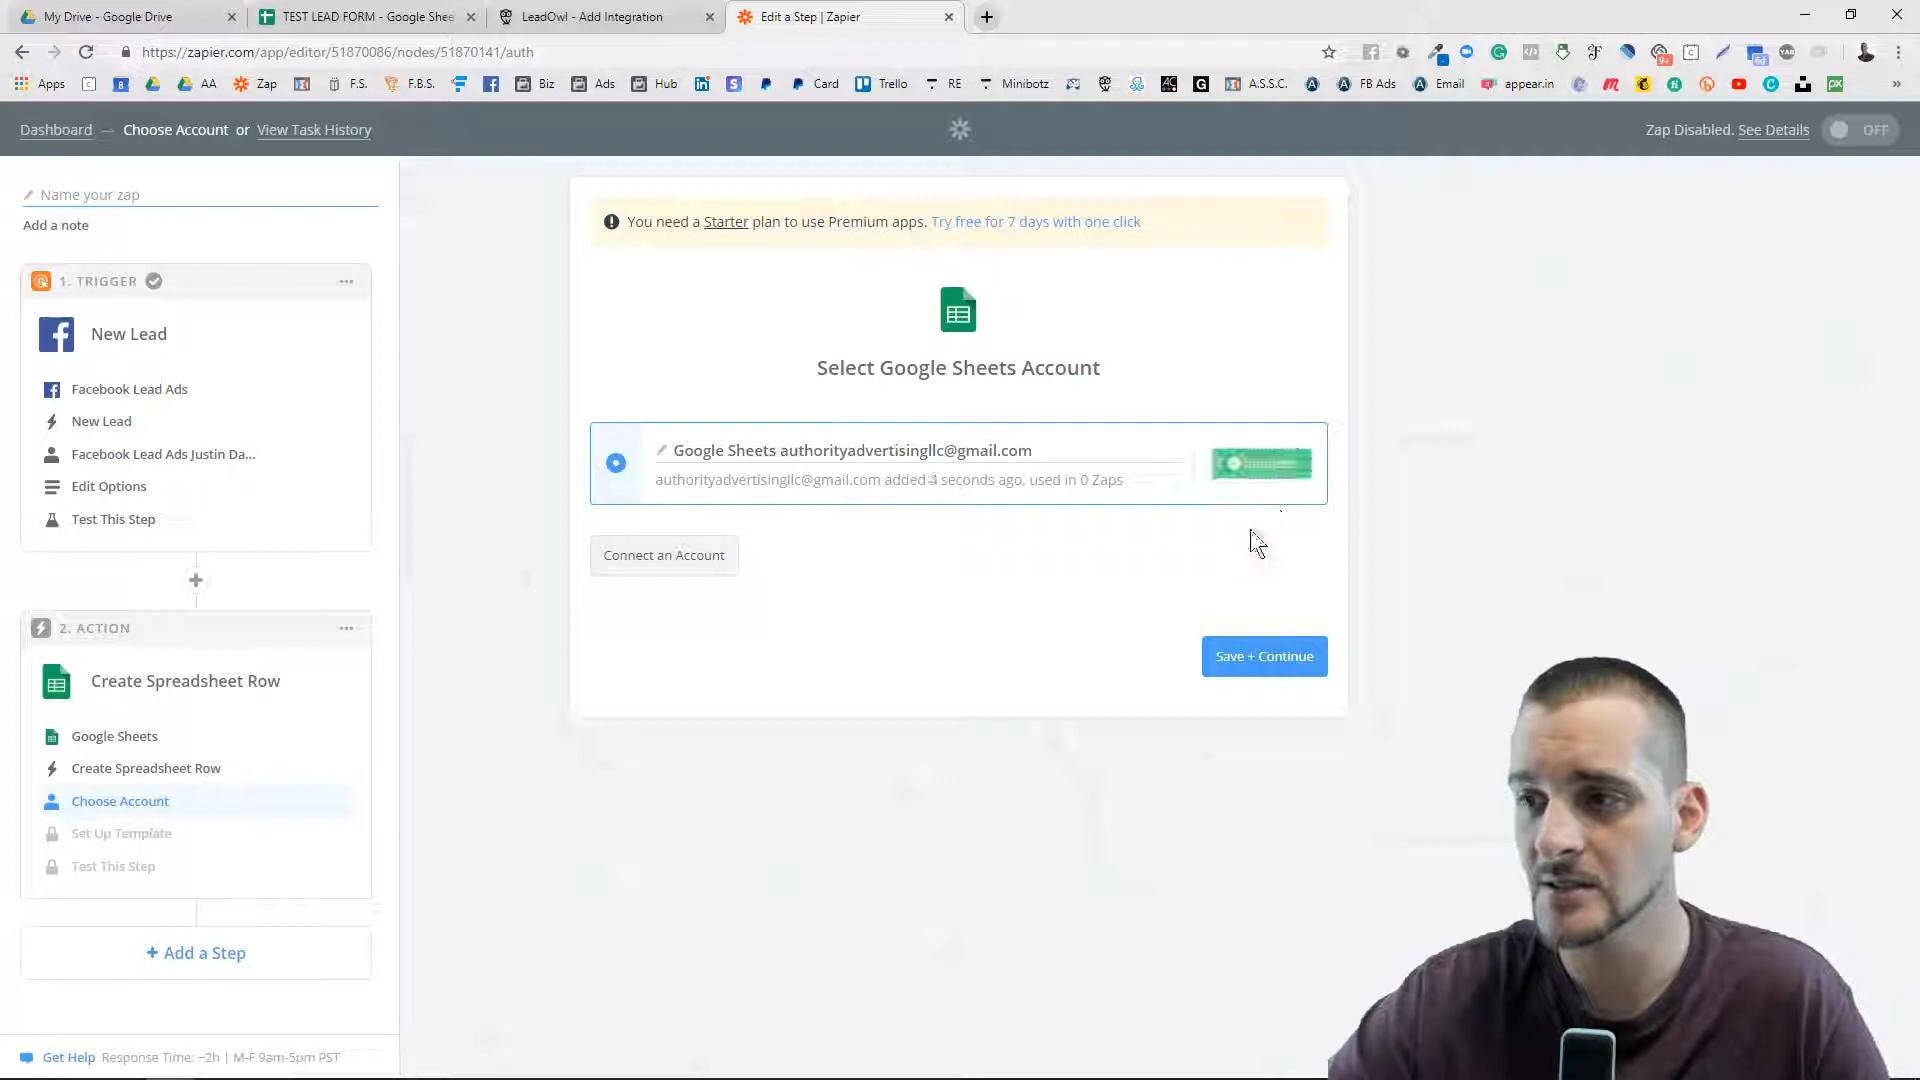 My Drive - Google Drive
TEST LEAD FORM - Google Shee
LeadOwl - Add Integration
Edit a Step | Zapier
https://zapier.com/app/editor/51870086/nodes/51870141/auth
Apps
AA
Zap
F.S.
F.B.S.
Biz
Ads
Hub
Card
Trello
RE
Minibotz
A.S.S.C.
FB Ads
Email
appear.in
Dashboard — Choose Account or View Task History
Zap Disabled. See Details
OFF
Name your zap
Add a note
1. TRIGGER
New Lead
Facebook Lead Ads
New Lead
Facebook Lead Ads Justin Da...
Edit Options
Test This Step
2. ACTION
Create Spreadsheet Row
Google Sheets
Create Spreadsheet Row
Choose Account
Set Up Template
Test This Step
+ Add a Step
Get Help Response Time: ~2h | M-F 9am-5pm PST
You need a Starter plan to use Premium apps. Try free for 7 days with one click
Select Google Sheets Account
Google Sheets authorityadvertisingllc@gmail.com
authorityadvertisingllc@gmail.com added seconds ago, used in 0 Zaps
Connect an Account
Save + Continue